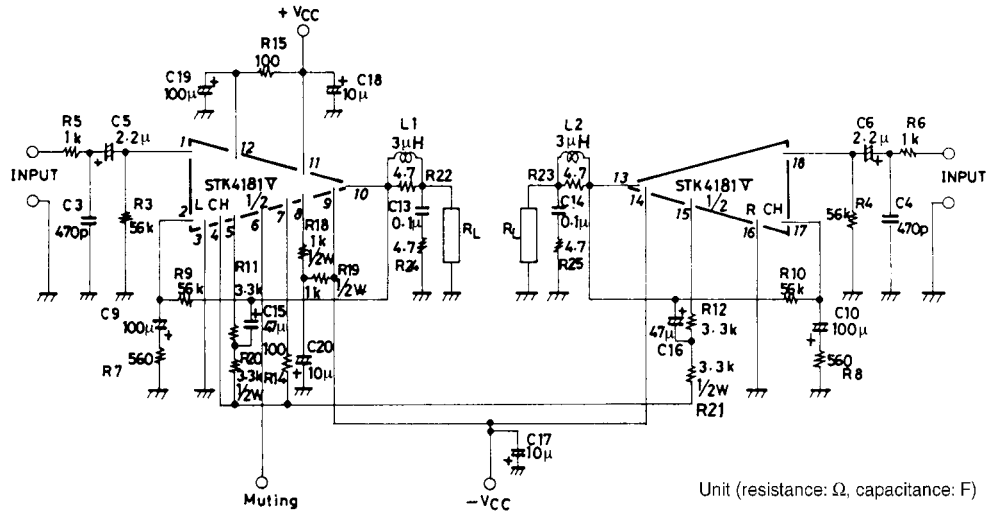 + VCC
R15
100
C19
100μ
C18
10μ
R5
1k
C5
2.2μ
1
12
11
L1
3μH
4.7
R22
L2
3μH
R23
4.7
C6
2.2μ
R6
1k
18
INPUT
INPUT
STK4181V
1/2
L CH
10
13
STK4181V
1/2
R CH
C3
470p
R3
56k
2
3
4
5
6
7
8
9
C13
0.1μ
4.7
R24
RL
RL
C14
0.1μ
4.7
R25
14
15
16
17
56k
R4
C4
470p
R18
1k
1/2W
R19
1/2W
1k
R9
56k
R11
3.3k
C15
47μ
R10
56k
C9
100μ
R7
560
R20
3.3k
1/2W
100
R14
C20
10μ
47μ
C16
R12
3.3k
3.3k
1/2W
R21
C10
100μ
560
R8
C17
10μ
Muting
-VCC
Unit (resistance: Ω, capacitance: F)